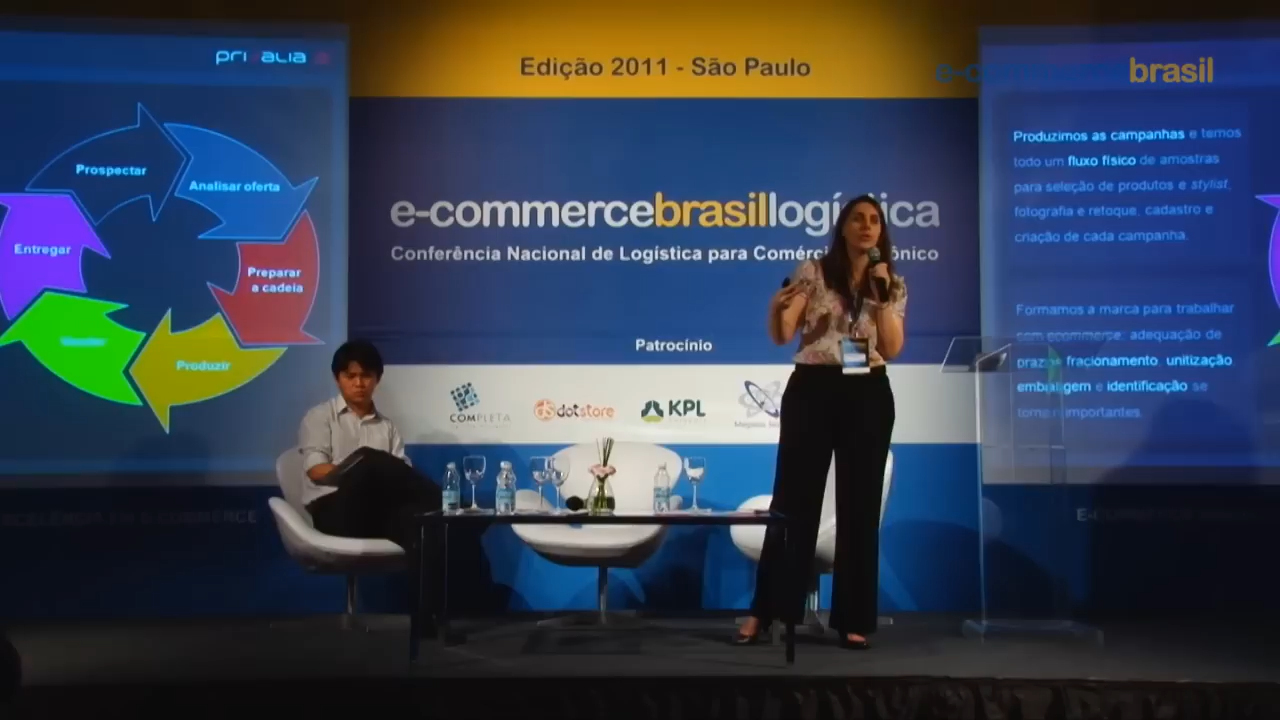 privalia
Prospectar
Analisar oferta
Entregar
Preparar
a cadeia
Produzir
Edição 2011 - São Paulo
e-commercebrasillogística
Conferência Nacional de Logística para Comércio Eletrônico
Patrocínio
COMPLETA
dotstore
KPL
e-commercebrasil
Produzimos as campanhas e temos
todo um fluxo físico de amostras
para seleção de produtos e stylist,
fotografia e retoque, cadastro e
criação de cada campanha.
Formamos a marca para trabalhar
com ecommerce: adequação de
prazos, fracionamento, unitização,
embalagem e identificação se
tornam importantes.